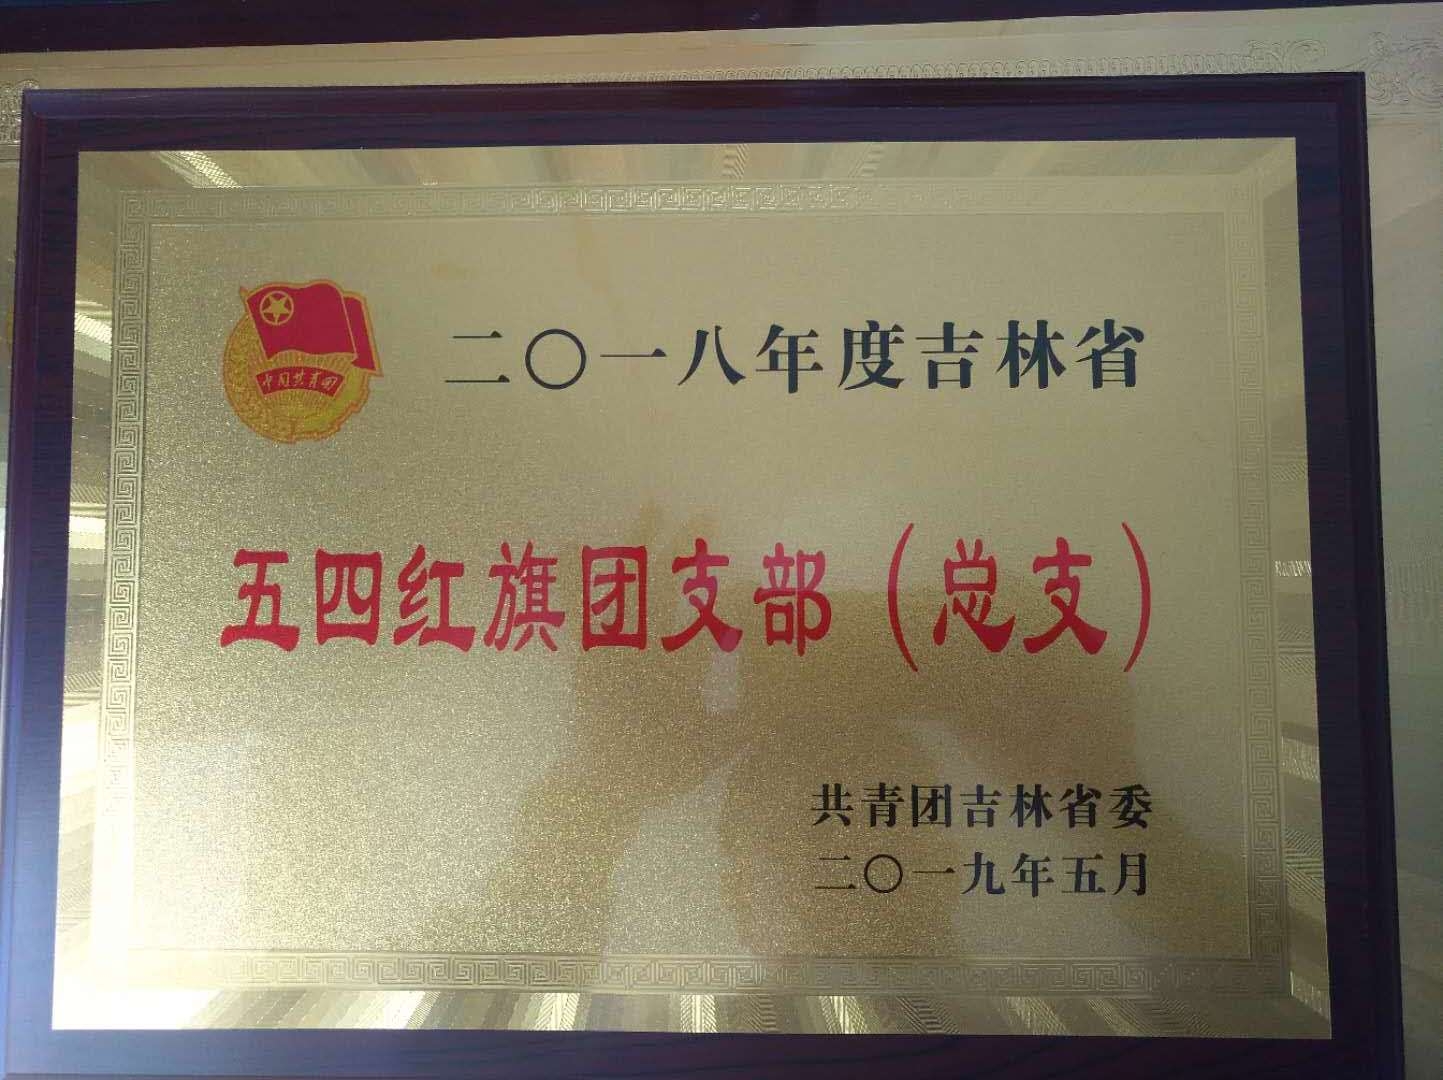 中国共青团
二〇一八年度吉林省
五四红旗团支部（总支）
共青团吉林省委
二〇一九年五月